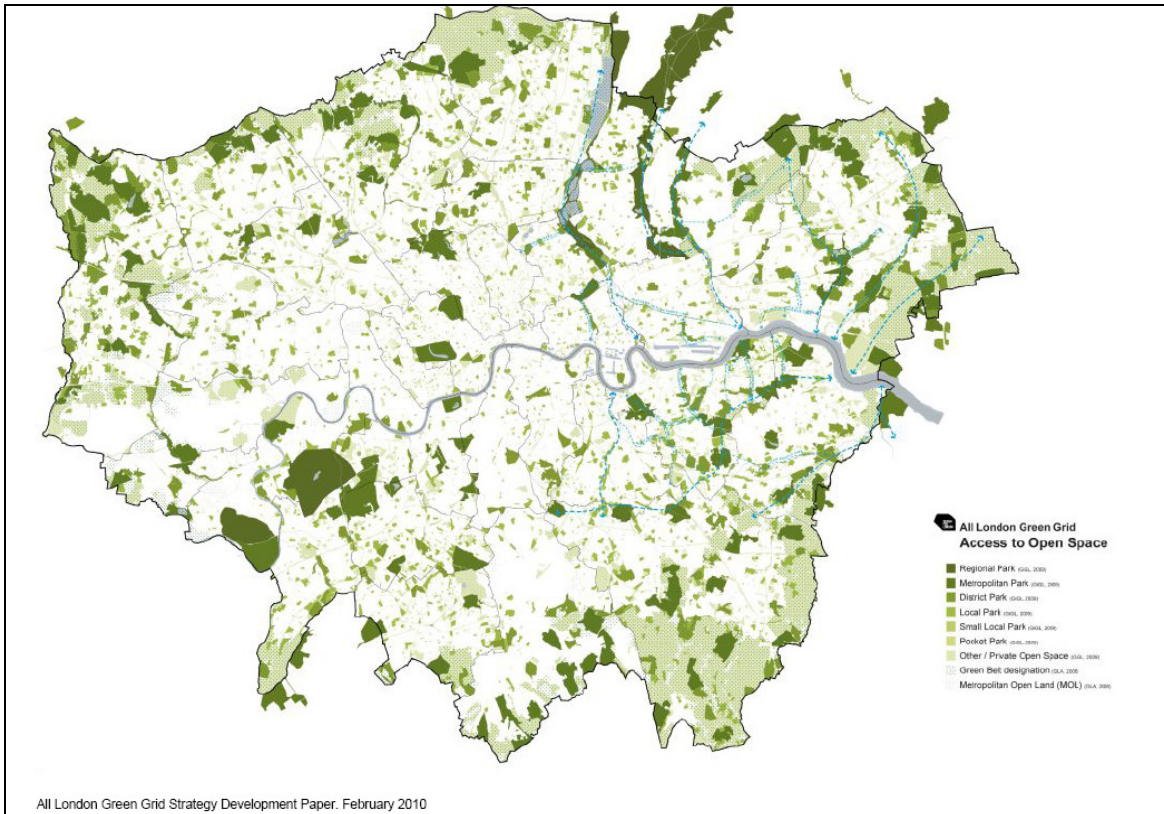 All London Green Grid
Access to Open Space
Regional Park (GiGL, 2009)
Metropolitan Park (GiGL, 2009)
District Park (GiGL, 2009)
Local Park (GiGL, 2009)
Small Local Park (GiGL, 2009)
Pocket Park (GiGL, 2009)
Other / Private Open Space (GiGL, 2009)
Green Belt designation (GLA, 2009)
Metropolitan Open Land (MOL) (GLA, 2009)
All London Green Grid Strategy Development Paper. February 2010